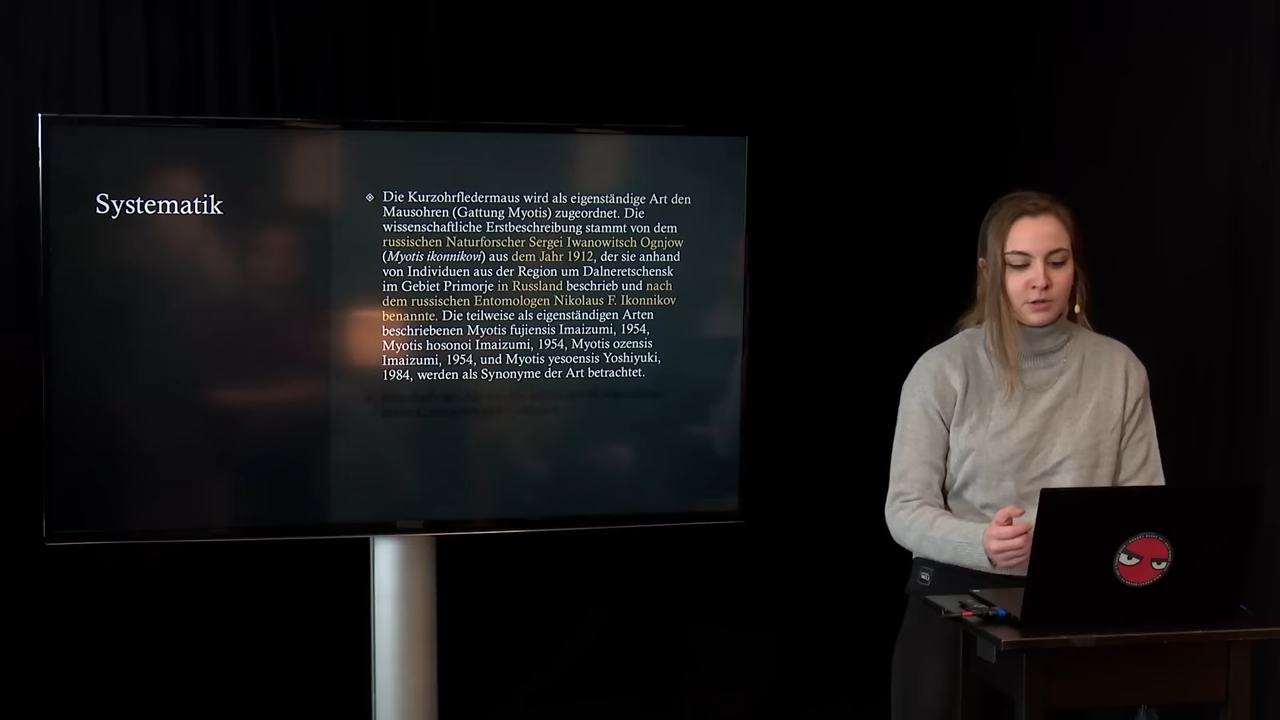 Systematik
Die Kurzohrfledermaus wird als eigenständige Art den
Mausohren (Gattung Myotis) zugeordnet. Die
wissenschaftliche Erstbeschreibung stammt von dem
russischen Naturforscher Sergei Iwanowitsch Ognjow
(Myotis ikonnikovi) aus dem Jahr 1912, der sie anhand
von Individuen aus der Region um Dalneretschensk
im Gebiet Primorje in Russland beschrieb und nach
dem russischen Entomologen Nikolaus F. Ikonnikov
benannte. Die teilweise als eigenständigen Arten
beschriebenen Myotis fujiensis Imaizumi, 1954,
Myotis hosonoi Imaizumi, 1954, Myotis ozensis
Imaizumi, 1954, und Myotis yesoensis Yoshiyuki,
1984, werden als Synonyme der Art betrachtet.